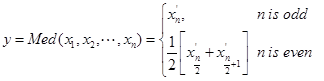 y = Med(x₁, x₂, ⋯, xₙ) = { x′ₙ, n is odd
1/2 [ x′_{n/2} + x′_{n/2+1} ] n is even